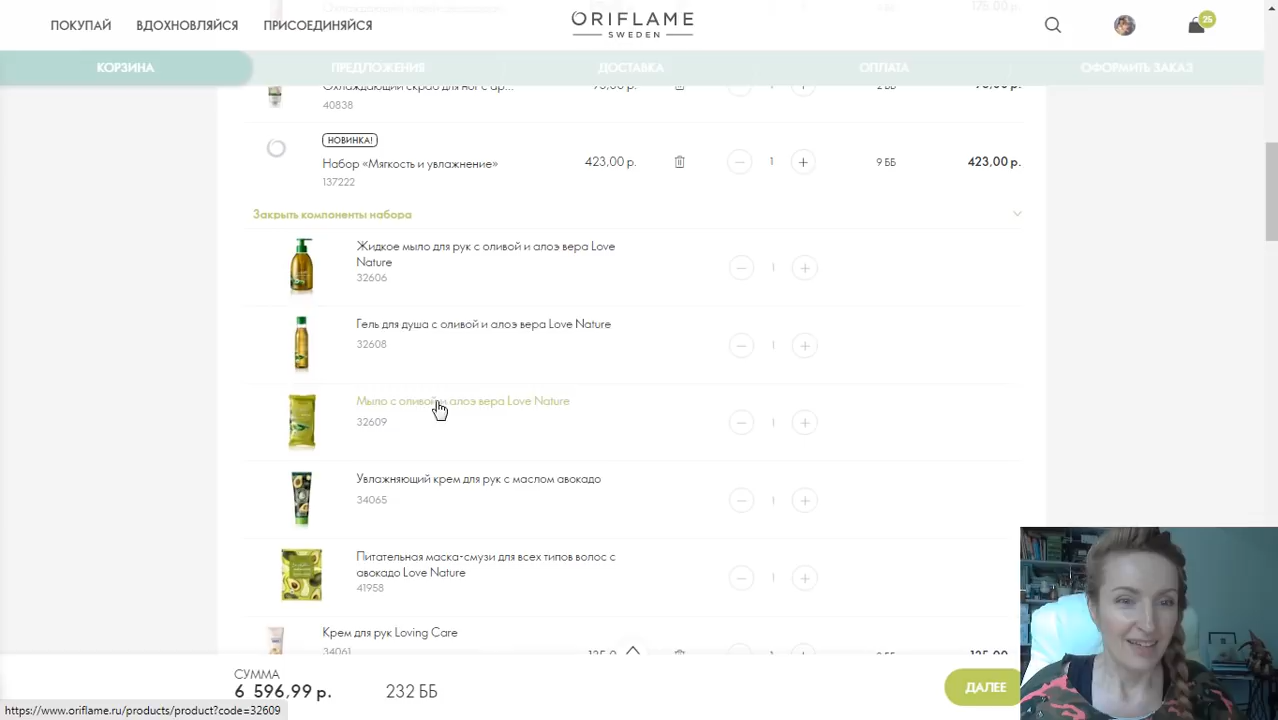 ПОКУПАЙ
ВДОХНОВЛЯЙСЯ
ПРИСОЕДИНЯЙСЯ
ORIFLAME
SWEDEN
25
КОРЗИНА
ПРЕДЛОЖЕНИЯ
ДОСТАВКА
ОПЛАТА
ОФОРМИТЬ ЗАКАЗ
40838
НОВИНКА!
Набор «Мягкость и увлажнение»
423,00 р.
1
9 ББ
423,00 р.
137222
Закрыть компоненты набора
Жидкое мыло для рук с оливой и алоэ вера Love
Nature
32606
1
Гель для душа с оливой и алоэ вера Love Nature
32608
1
Мыло с оливой и алоэ вера Love Nature
32609
1
Увлажняющий крем для рук с маслом авокадо
34065
1
Питательная маска-смузи для всех типов волос с
авокадо Love Nature
41958
1
Крем для рук Loving Care
34061
СУММА
6 596,99 р.
232 ББ
ДАЛЕЕ
https://www.oriflame.ru/products/product?code=32609